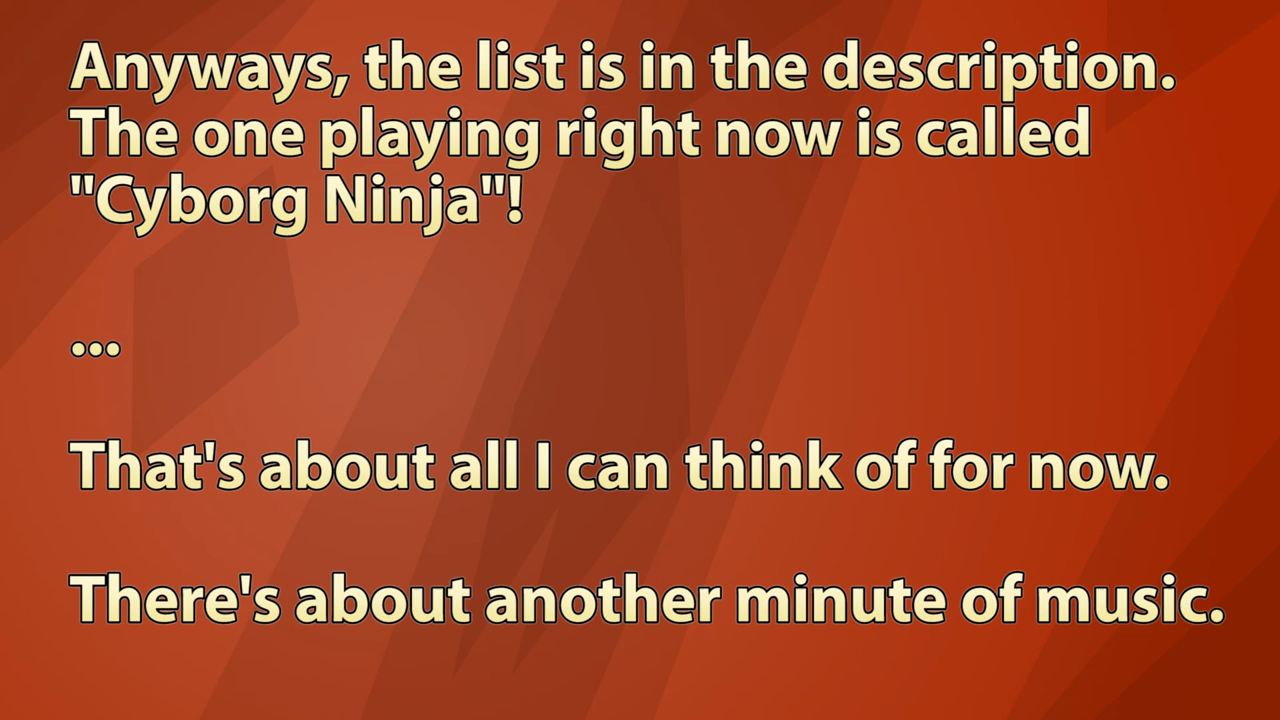 Anyways, the list is in the description.
The one playing right now is called
"Cyborg Ninja"!
...
That's about all I can think of for now.
There's about another minute of music.